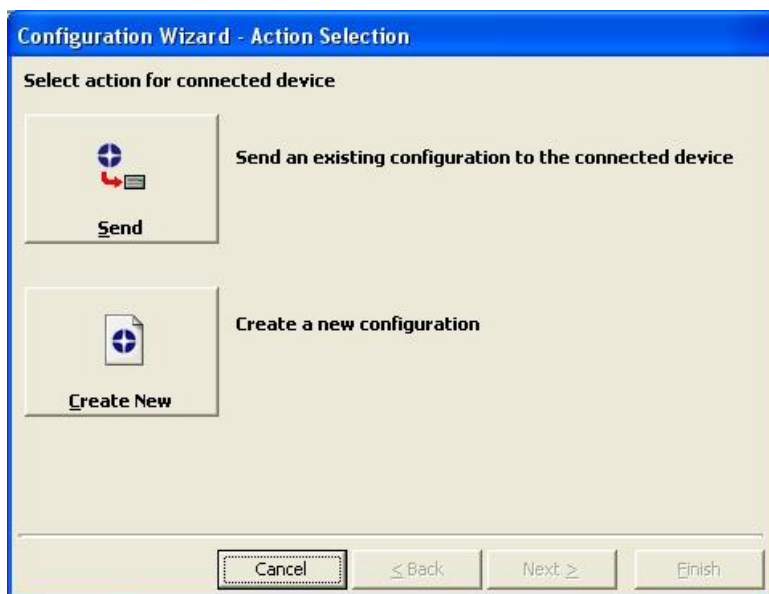 Configuration Wizard - Action Selection
Select action for connected device
Send
Send an existing configuration to the connected device
Create New
Create a new configuration
Cancel
< Back
Next >
Finish